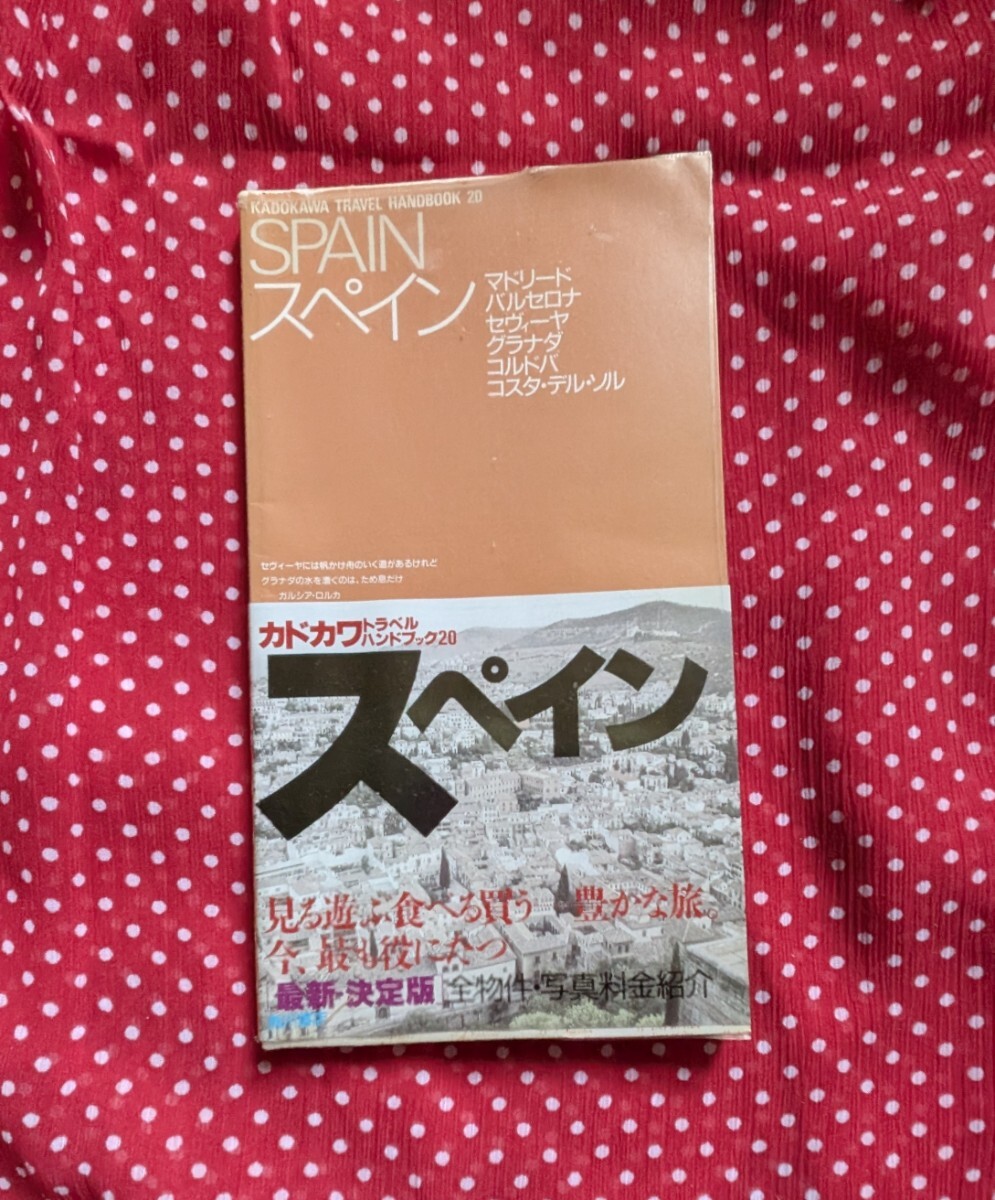 KADOKAWA TRAVEL HANDBOOK 20
SPAIN
スペイン
マドリード
バルセロナ
セヴィーヤ
グラナダ
コルドバ
コスタ・デル・ソル
セヴィーヤには帆かけ舟のいく道があるけれど
グラナダの水を漕ぐのは、ため息だけ
ガルシア・ロルカ
カドカワトラベルハンドブック20
スペイン
見る遊ぶ食べる買う 豊かな旅。
今、最も役にたつ
最新・決定版 全物件・写真料金紹介